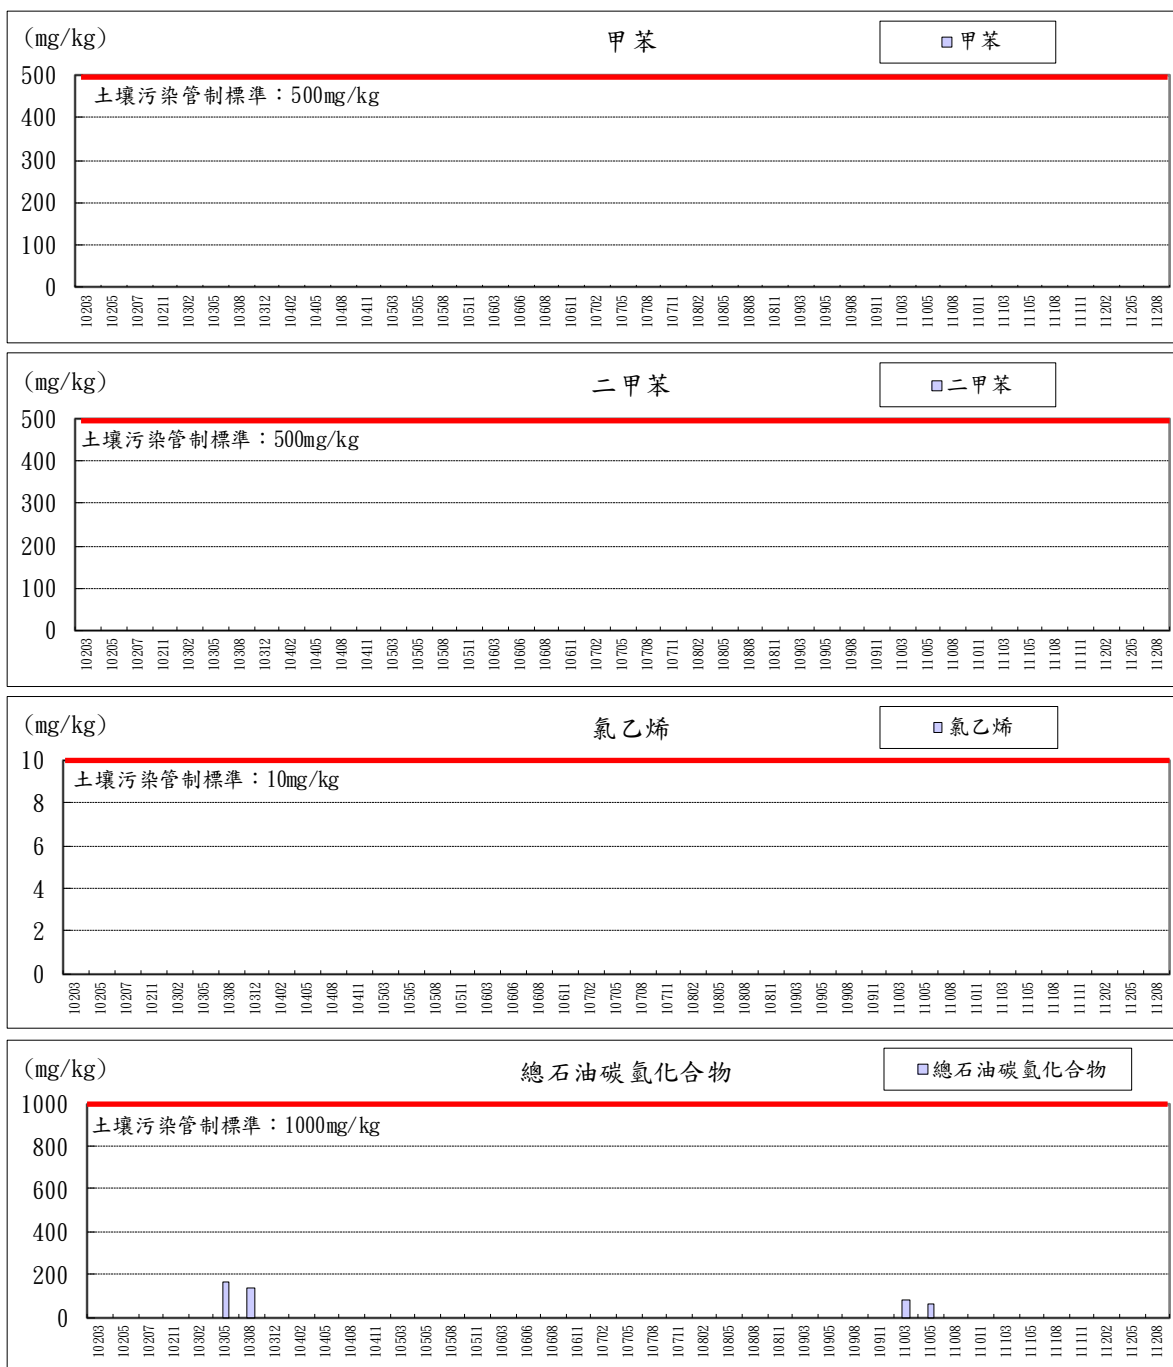 (mg/kg)
甲苯
甲苯
土壤污染管制標準：500mg/kg
500
400
300
200
100
0
10203 10205 10207 10211 10302 10305 10308 10312 10402 10405 10408 10411 10503 10505 10508 10511 10603 10606 10608 10611 10702 10705 10708 10711 10802 10805 10808 10811 10903 10905 10908 10911 11003 11005 11008 11011 11103 11105 11108 11111 11202 11205 11208
(mg/kg)
二甲苯
二甲苯
土壤污染管制標準：500mg/kg
500
400
300
200
100
0
10203 10205 10207 10211 10302 10305 10308 10312 10402 10405 10408 10411 10503 10505 10508 10511 10603 10606 10608 10611 10702 10705 10708 10711 10802 10805 10808 10811 10903 10905 10908 10911 11003 11005 11008 11011 11103 11105 11108 11111 11202 11205 11208
(mg/kg)
氯乙烯
氯乙烯
土壤污染管制標準：10mg/kg
10
8
6
4
2
0
10203 10205 10207 10211 10302 10305 10308 10312 10402 10405 10408 10411 10503 10505 10508 10511 10603 10606 10608 10611 10702 10705 10708 10711 10802 10805 10808 10811 10903 10905 10908 10911 11003 11005 11008 11011 11103 11105 11108 11111 11202 11205 11208
(mg/kg)
總石油碳氫化合物
總石油碳氫化合物
土壤污染管制標準：1000mg/kg
1000
800
600
400
200
0
10203 10205 10207 10211 10302 10305 10308 10312 10402 10405 10408 10411 10503 10505 10508 10511 10603 10606 10608 10611 10702 10705 10708 10711 10802 10805 10808 10811 10903 10905 10908 10911 11003 11005 11008 11011 11103 11105 11108 11111 11202 11205 11208